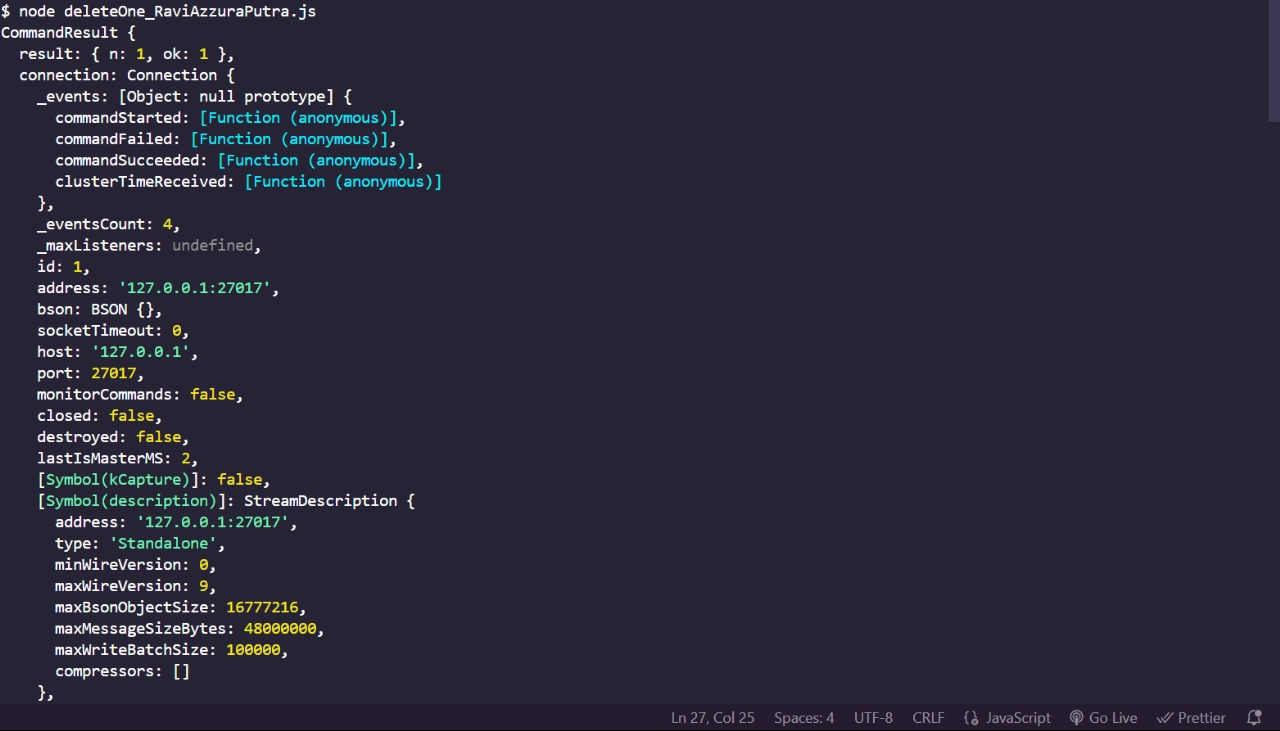 $ node deleteOne_RaviAzzuraPutra.js
CommandResult {
  result: { n: 1, ok: 1 },
  connection: Connection {
    _events: [Object: null prototype] {
      commandStarted: [Function (anonymous)],
      commandFailed: [Function (anonymous)],
      commandSucceeded: [Function (anonymous)],
      clusterTimeReceived: [Function (anonymous)]
    },
    _eventsCount: 4,
    _maxListeners: undefined,
    id: 1,
    address: '127.0.0.1:27017',
    bson: BSON {},
    socketTimeout: 0,
    host: '127.0.0.1',
    port: 27017,
    monitorCommands: false,
    closed: false,
    destroyed: false,
    lastIsMasterMS: 2,
    [Symbol(kCapture)]: false,
    [Symbol(description)]: StreamDescription {
      address: '127.0.0.1:27017',
      type: 'Standalone',
      minWireVersion: 0,
      maxWireVersion: 9,
      maxBsonObjectSize: 16777216,
      maxMessageSizeBytes: 48000000,
      maxWriteBatchSize: 100000,
      compressors: []
    },
Ln 27, Col 25 Spaces: 4 UTF-8 CRLF JavaScript Go Live Prettier